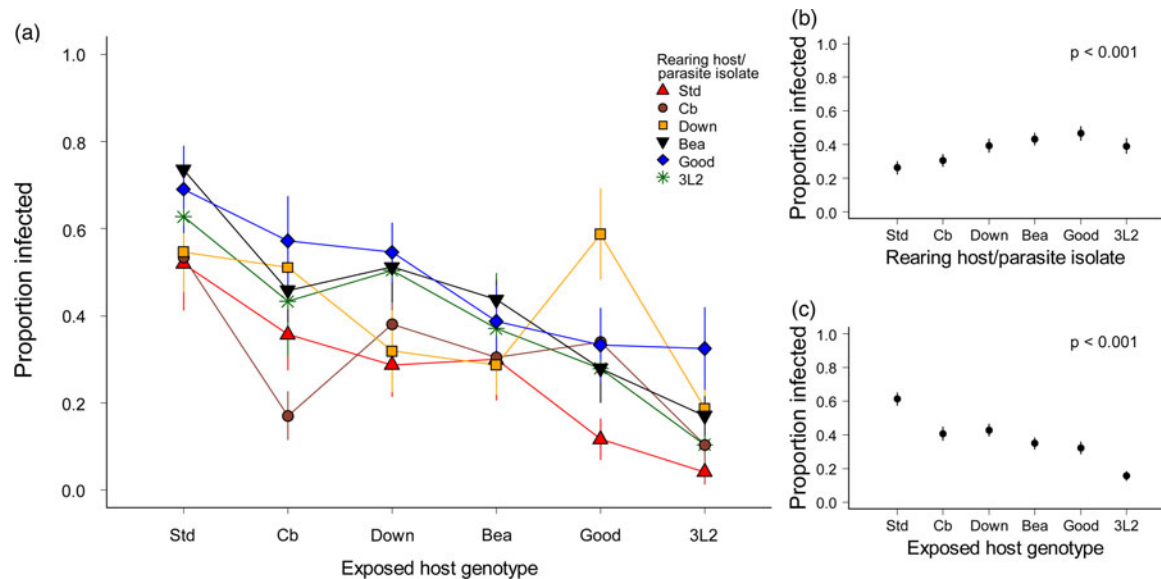 (a)
Proportion infected
1.0
0.8
0.6
0.4
0.2
0.0
Std
Cb
Down
Bea
Good
3L2
Exposed host genotype
Rearing host/
parasite isolate
Std
Cb
Down
Bea
Good
3L2
(b)
Proportion infected
1.0
0.8
0.6
0.4
0.2
0.0
p < 0.001
Std
Cb
Down
Bea
Good
3L2
Rearing host/parasite isolate
(c)
Proportion infected
1.0
0.8
0.6
0.4
0.2
0.0
p < 0.001
Std
Cb
Down
Bea
Good
3L2
Exposed host genotype